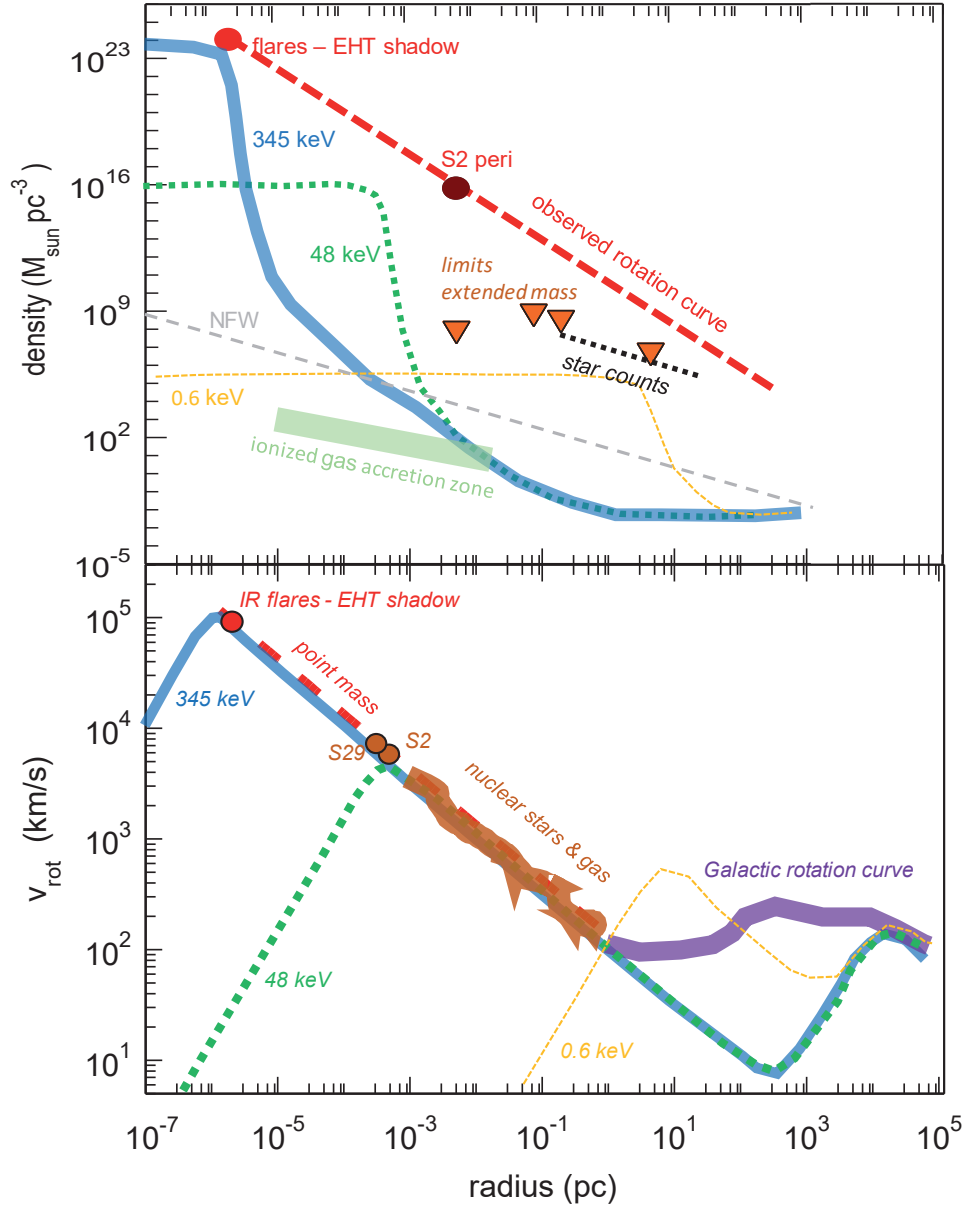 10^23
10^16
10^9
10^2
10^-5
density (M_sun pc^-3)
flares – EHT shadow
345 keV
S2 peri
observed rotation curve
48 keV
limits
extended mass
NFW
star counts
0.6 keV
ionized gas accretion zone
10^5
10^4
10^3
10^2
10^1
v_rot (km/s)
IR flares - EHT shadow
point mass
345 keV
S29
S2
nuclear stars & gas
Galactic rotation curve
48 keV
0.6 keV
10^-7
10^-5
10^-3
10^-1
10^1
10^3
10^5
radius (pc)